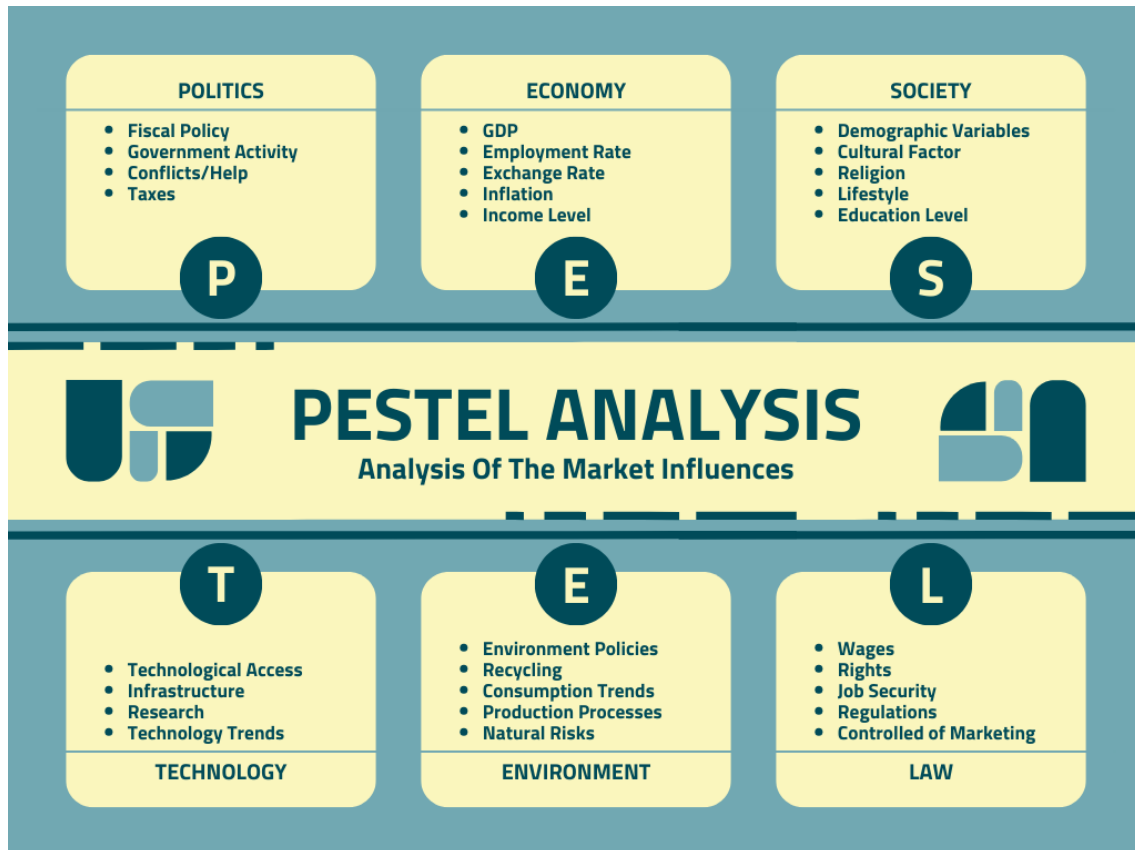 POLITICS
• Fiscal Policy
• Government Activity
• Conflicts/Help
• Taxes
P
ECONOMY
• GDP
• Employment Rate
• Exchange Rate
• Inflation
• Income Level
E
SOCIETY
• Demographic Variables
• Cultural Factor
• Religion
• Lifestyle
• Education Level
S
PESTEL ANALYSIS
Analysis Of The Market Influences
T
• Technological Access
• Infrastructure
• Research
• Technology Trends
TECHNOLOGY
E
• Environment Policies
• Recycling
• Consumption Trends
• Production Processes
• Natural Risks
ENVIRONMENT
L
• Wages
• Rights
• Job Security
• Regulations
• Controlled of Marketing
LAW